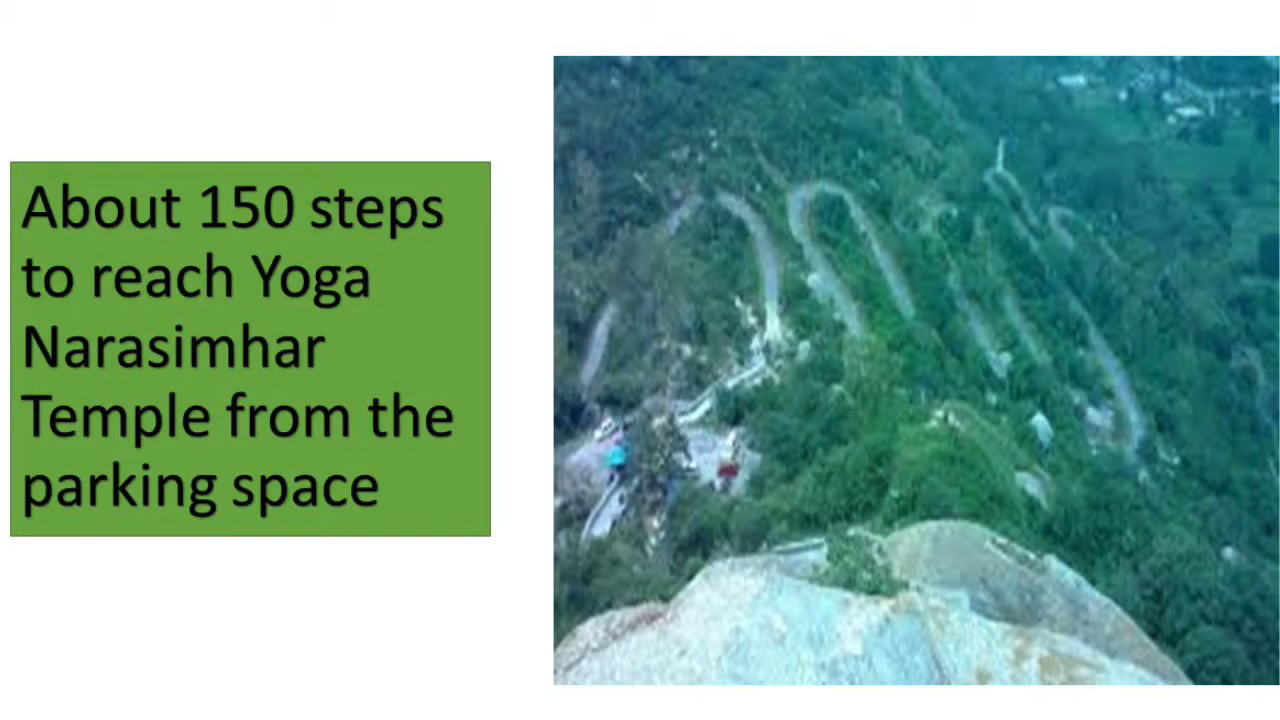 About 150 steps
to reach Yoga
Narasimhar
Temple from the
parking space